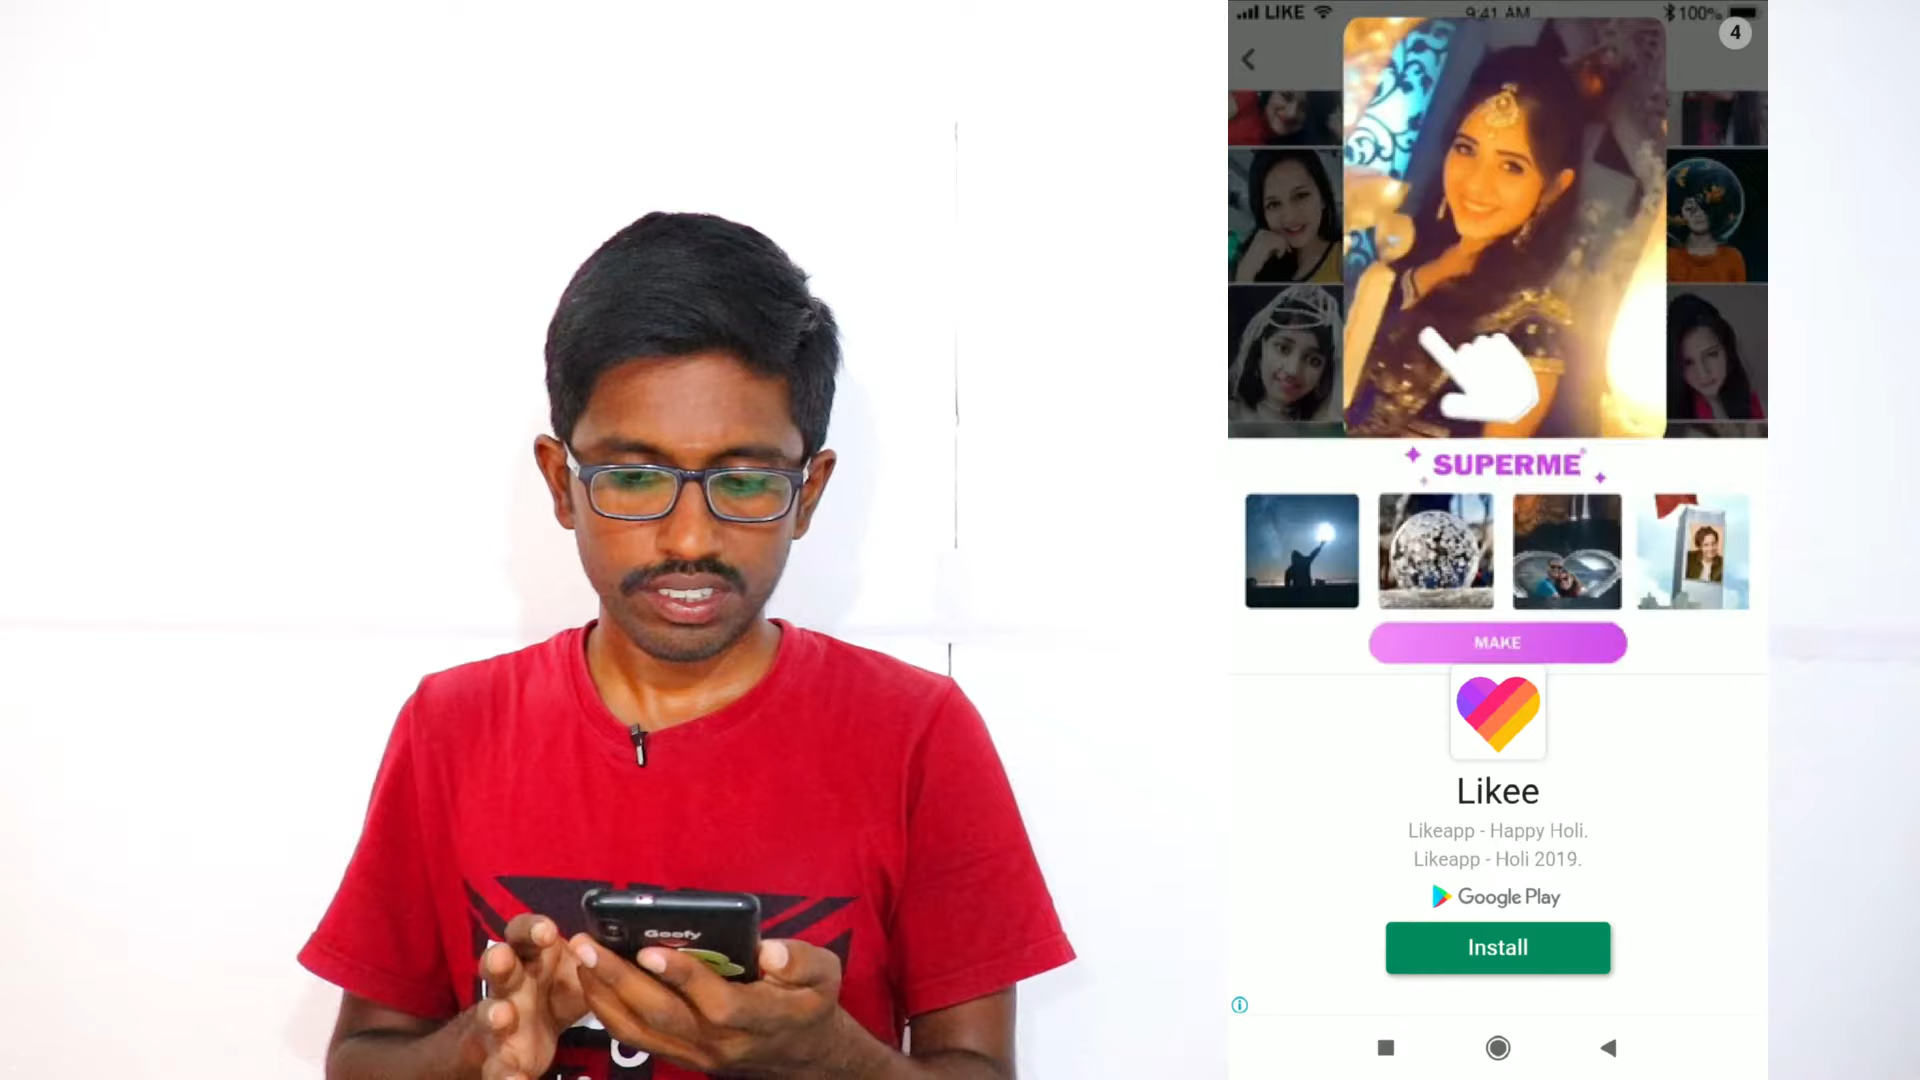 LIKE
9:41 AM
100%
4
SUPERME
MAKE
Likee
Likeapp - Happy Holi.
Likeapp - Holi 2019.
Google Play
Install
Goofy